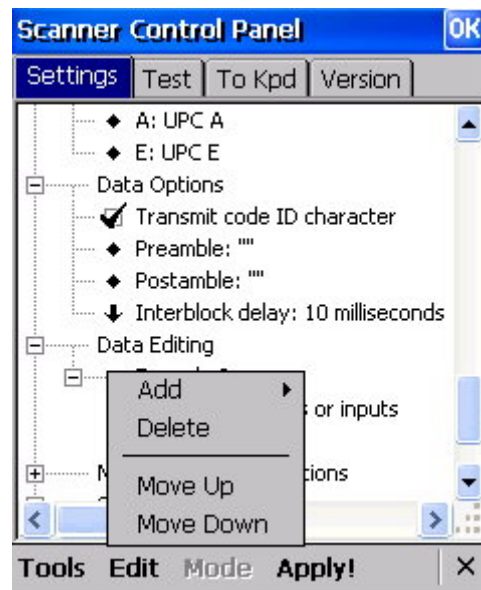 Scanner Control Panel OK
Settings Test To Kpd Version
A: UPC A
E: UPC E
Data Options
Transmit code ID character
Preamble: ""
Postamble: ""
Interblock delay: 10 milliseconds
Data Editing
Add
or inputs
Delete
Move Up
Move Down
Tools Edit Mode Apply! ×